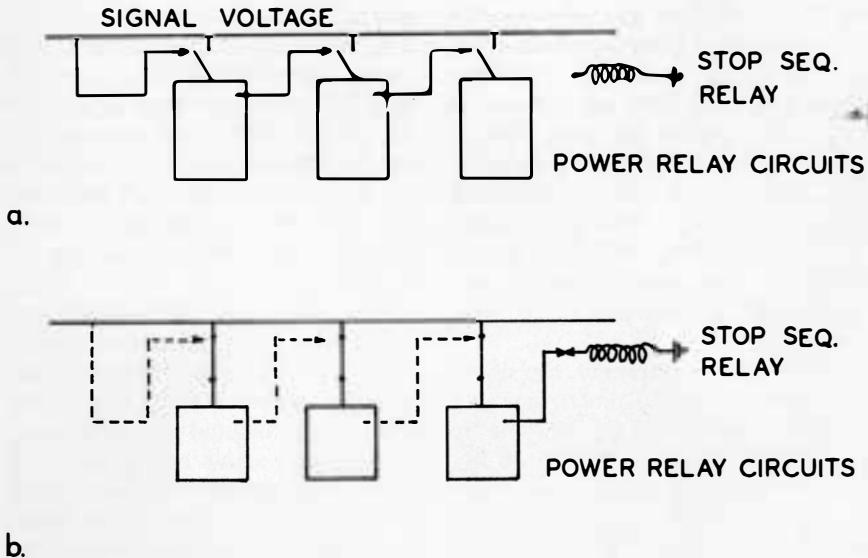 SIGNAL VOLTAGE
STOP SEQ.
RELAY
POWER RELAY CIRCUITS
a.
STOP SEQ.
RELAY
POWER RELAY CIRCUITS
b.